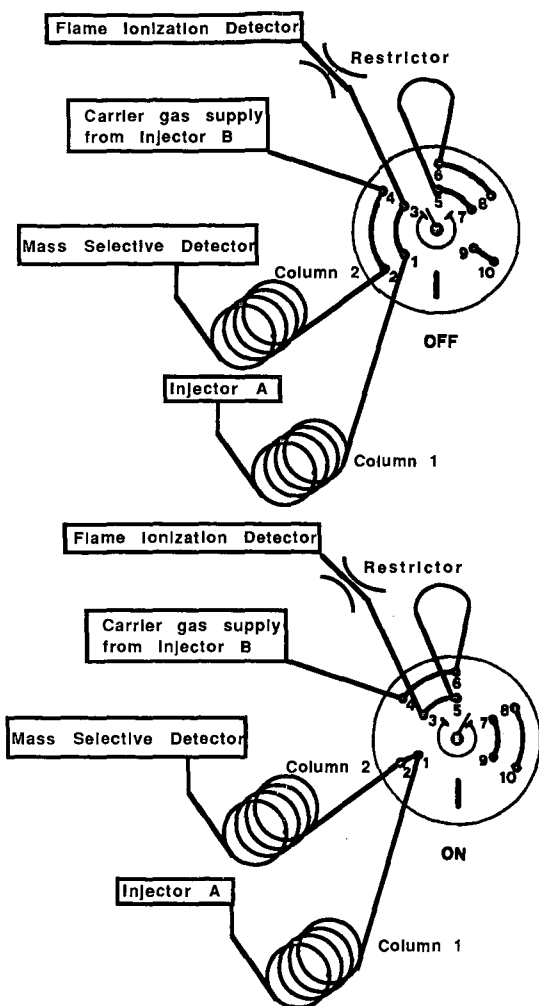 Flame Ionization Detector
Restrictor
Carrier gas supply
from Injector B
6
5
4
3
7
8
Mass Selective Detector
1
9
2
10
Column 2
OFF
Injector A
Column 1
Flame Ionization Detector
Restrictor
Carrier gas supply
from Injector B
6
4
5
3
7
8
Mass Selective Detector
Column 2
2
1
9
10
ON
Injector A
Column 1